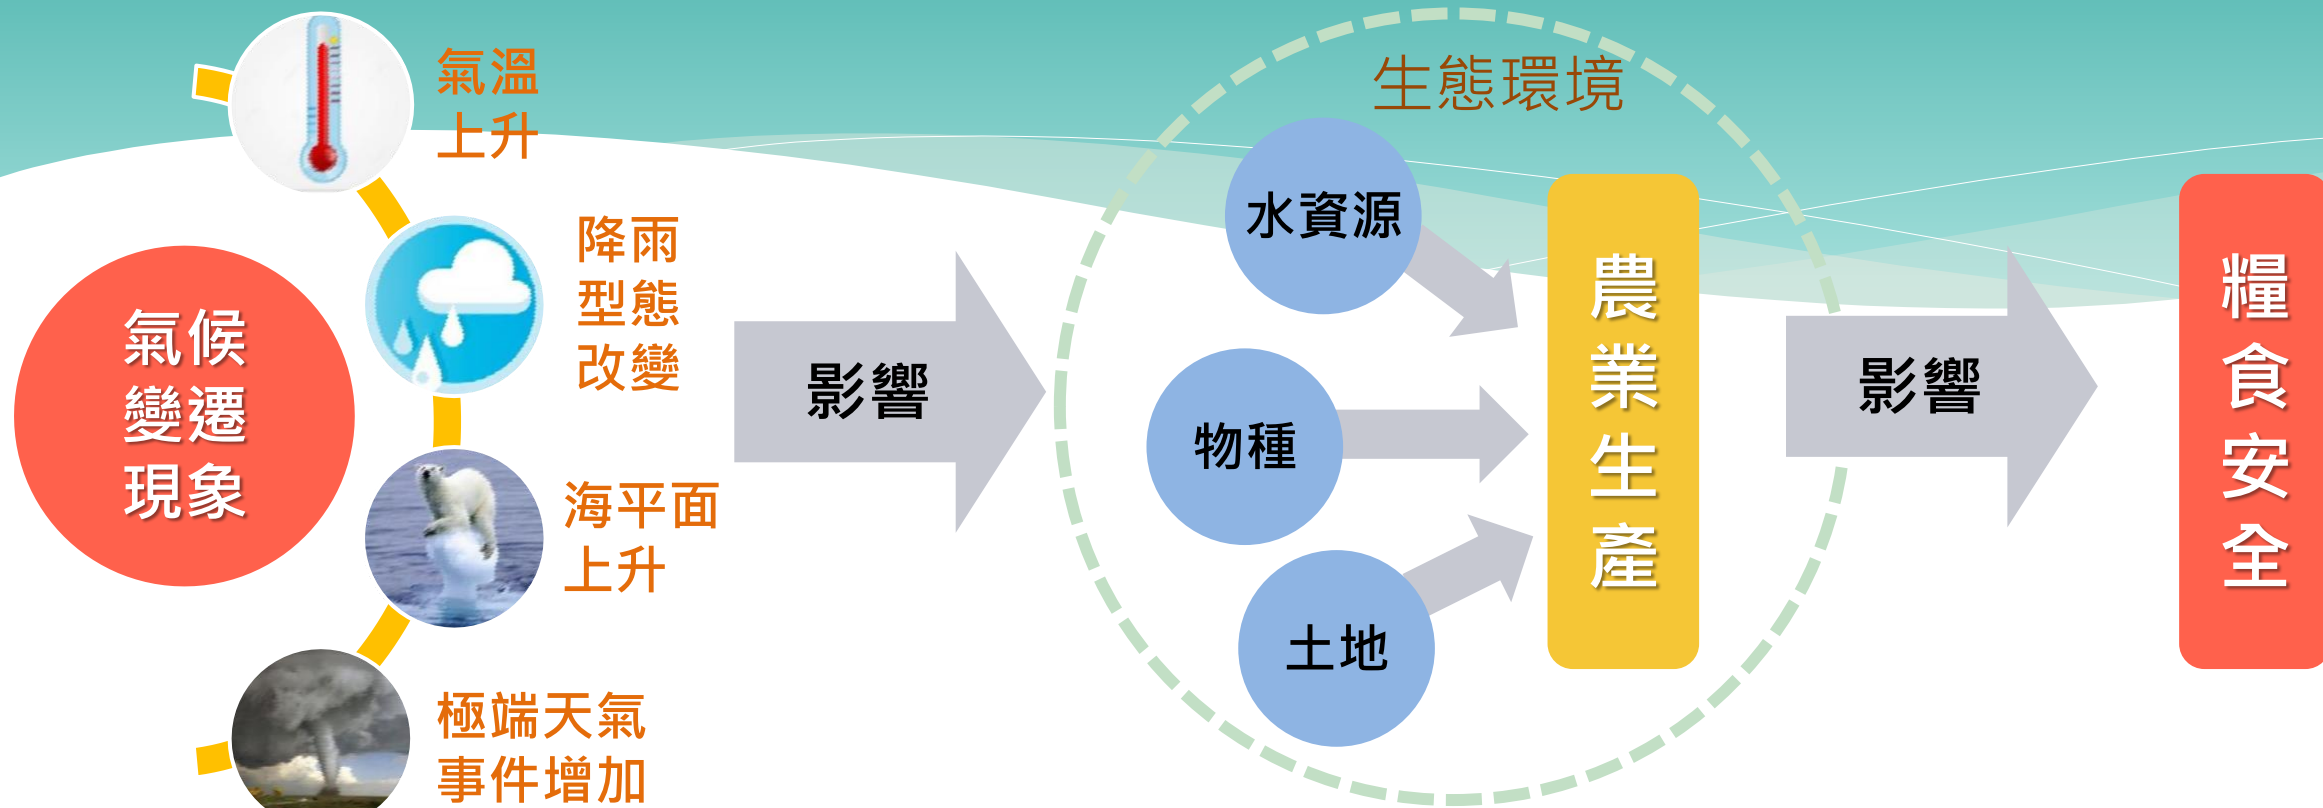 氣溫
上升
降雨
型態
改變
氣候
變遷
現象
海平面
上升
極端天氣
事件增加
影響
生態環境
水資源
物種
土地
農
業
生
產
影響
糧
食
安
全